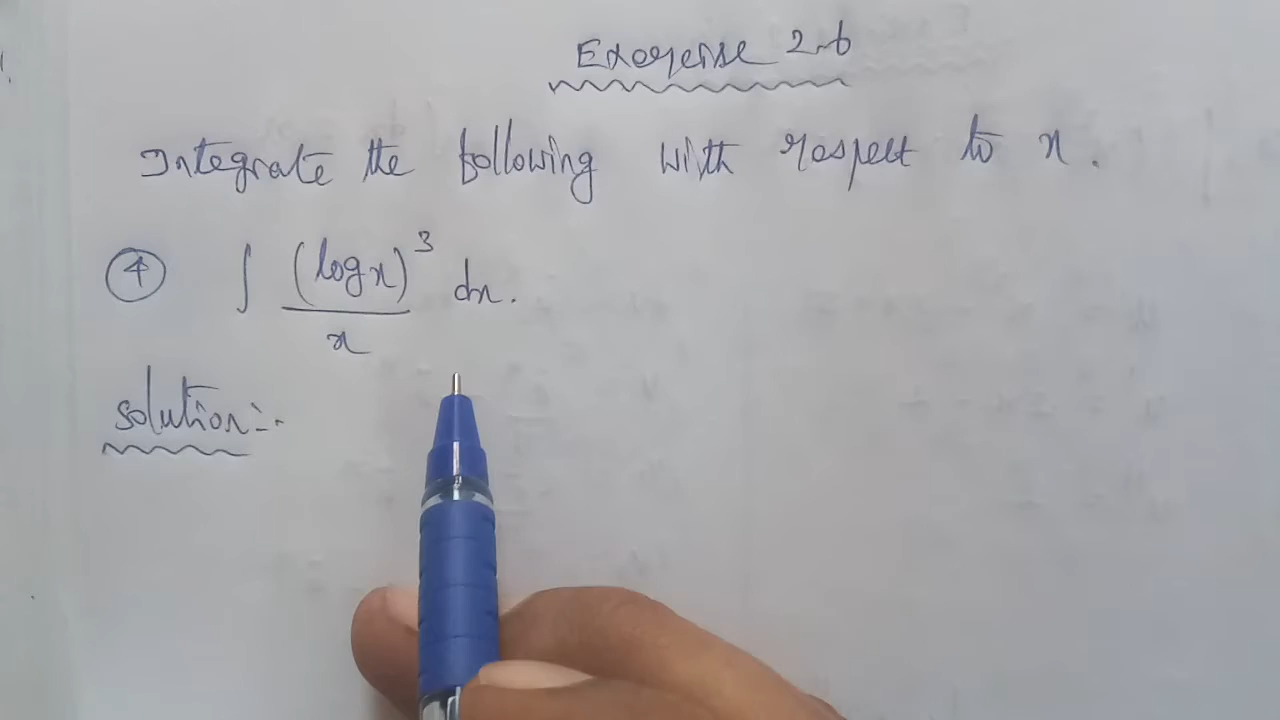 Exercise 2.6
Integrate the following with respect to x.
④ ∫ (log x)³ / x dx.
Solution:-